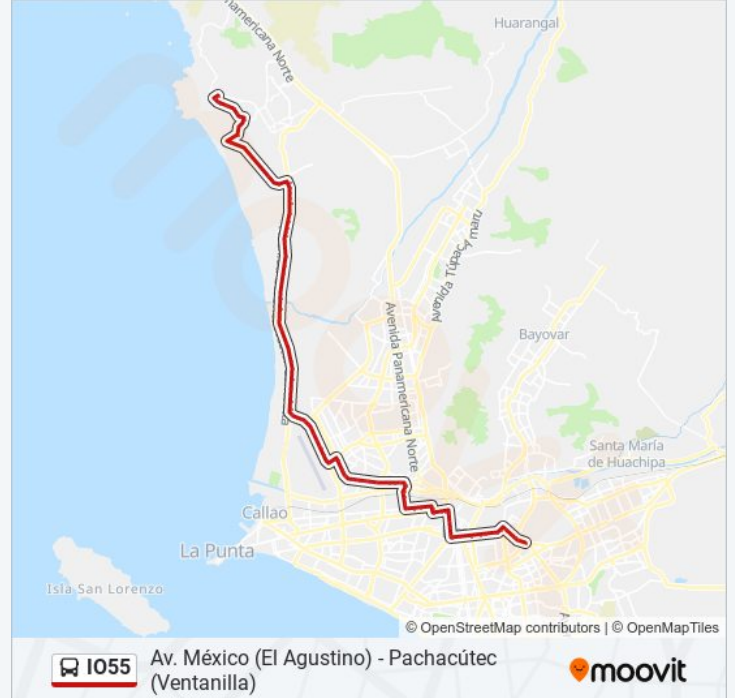 Panamericana Norte
Huarangal
Avenida Túpac Amaru
Avenida Panamericana Norte
Bayovar
Santa María
de Huachipa
Callao
La Punta
Isla San Lorenzo
© OpenStreetMap contributors | © OpenMapTiles
IO55
Av. México (El Agustino) - Pachacútec
(Ventanilla)
moovit